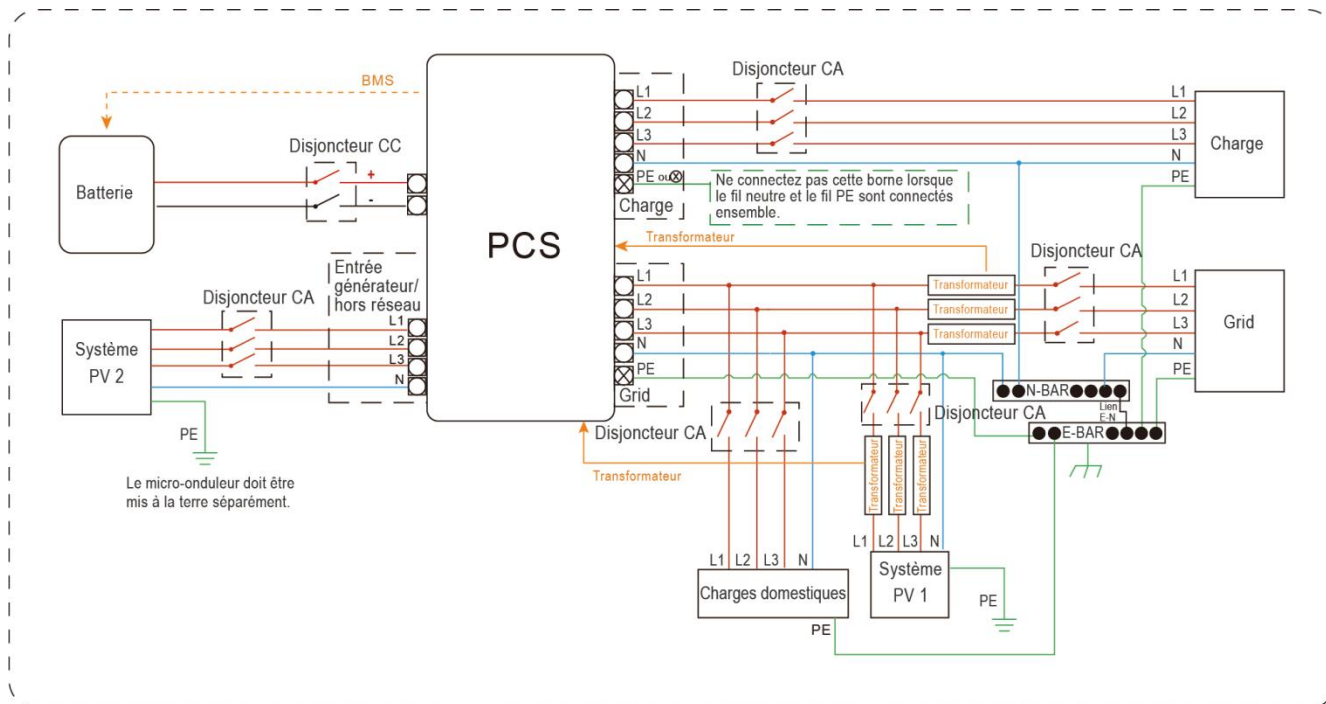 BMS
Batterie
Disjoncteur CC
+
-
PCS
L1
L2
L3
N
PE ou
Charge
Disjoncteur CA
Ne connectez pas cette borne lorsque
le fil neutre et le fil PE sont connectés
ensemble.
L1
L2
L3
N
PE
Charge
Transformateur
Entrée
générateur/
hors réseau
L1
L2
L3
N
Disjoncteur CA
Système
PV 2
PE
Le micro-onduleur doit être
mis à la terre séparément.
L1
L2
L3
N
PE
Grid
Transformateur
Transformateur
Transformateur
Disjoncteur CA
L1
L2
L3
N
PE
Grid
N-BAR
Lien
E-N
E-BAR
Disjoncteur CA
Disjoncteur CA
Transformateur
Transformateur
Transformateur
Transformateur
L1 L2 L3 N
Charges domestiques
PE
L1 L2 L3 N
Système
PV 1
PE